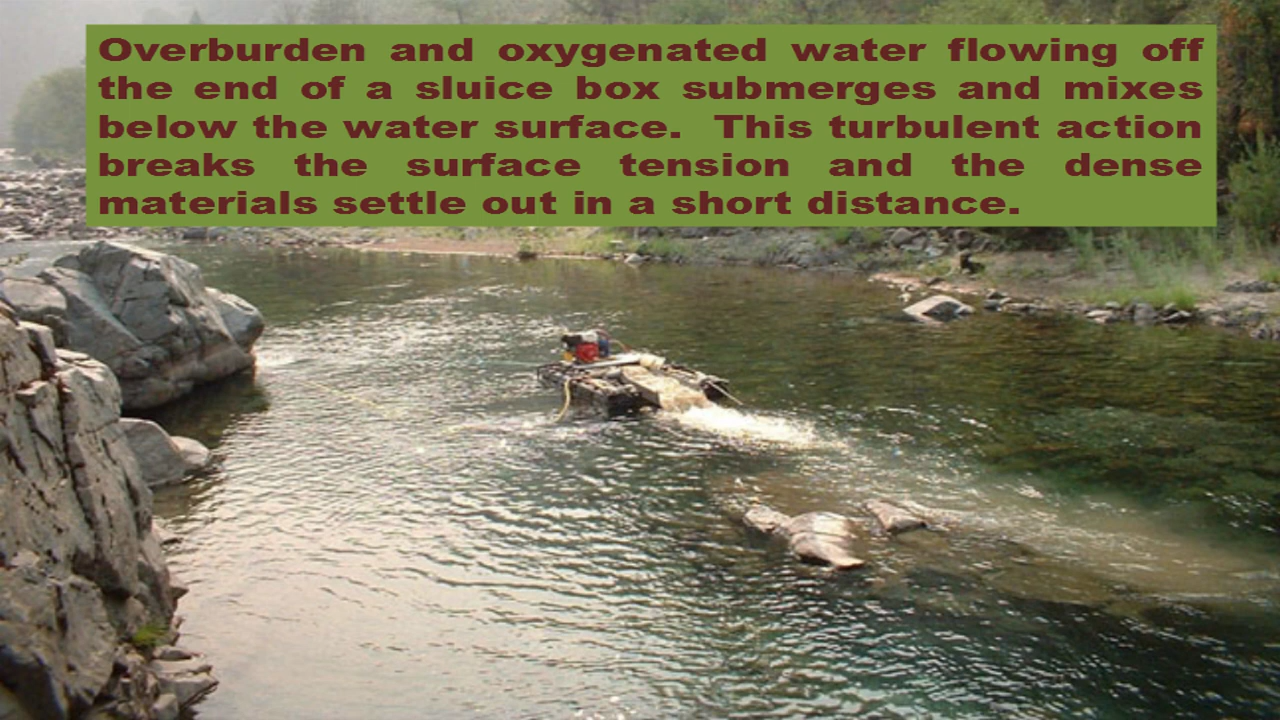 Overburden and oxygenated water flowing off
the end of a sluice box submerges and mixes
below the water surface.  This turbulent action
breaks the surface tension and the dense
materials settle out in a short distance.